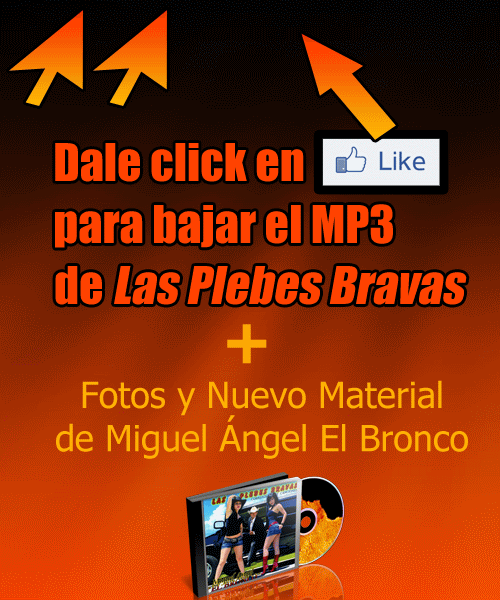 Dale click en Like
para bajar el MP3
de Las Plebes Bravas
+
Fotos y Nuevo Material
de Miguel Ángel El Bronco
LAS PLEBES BRAVAS